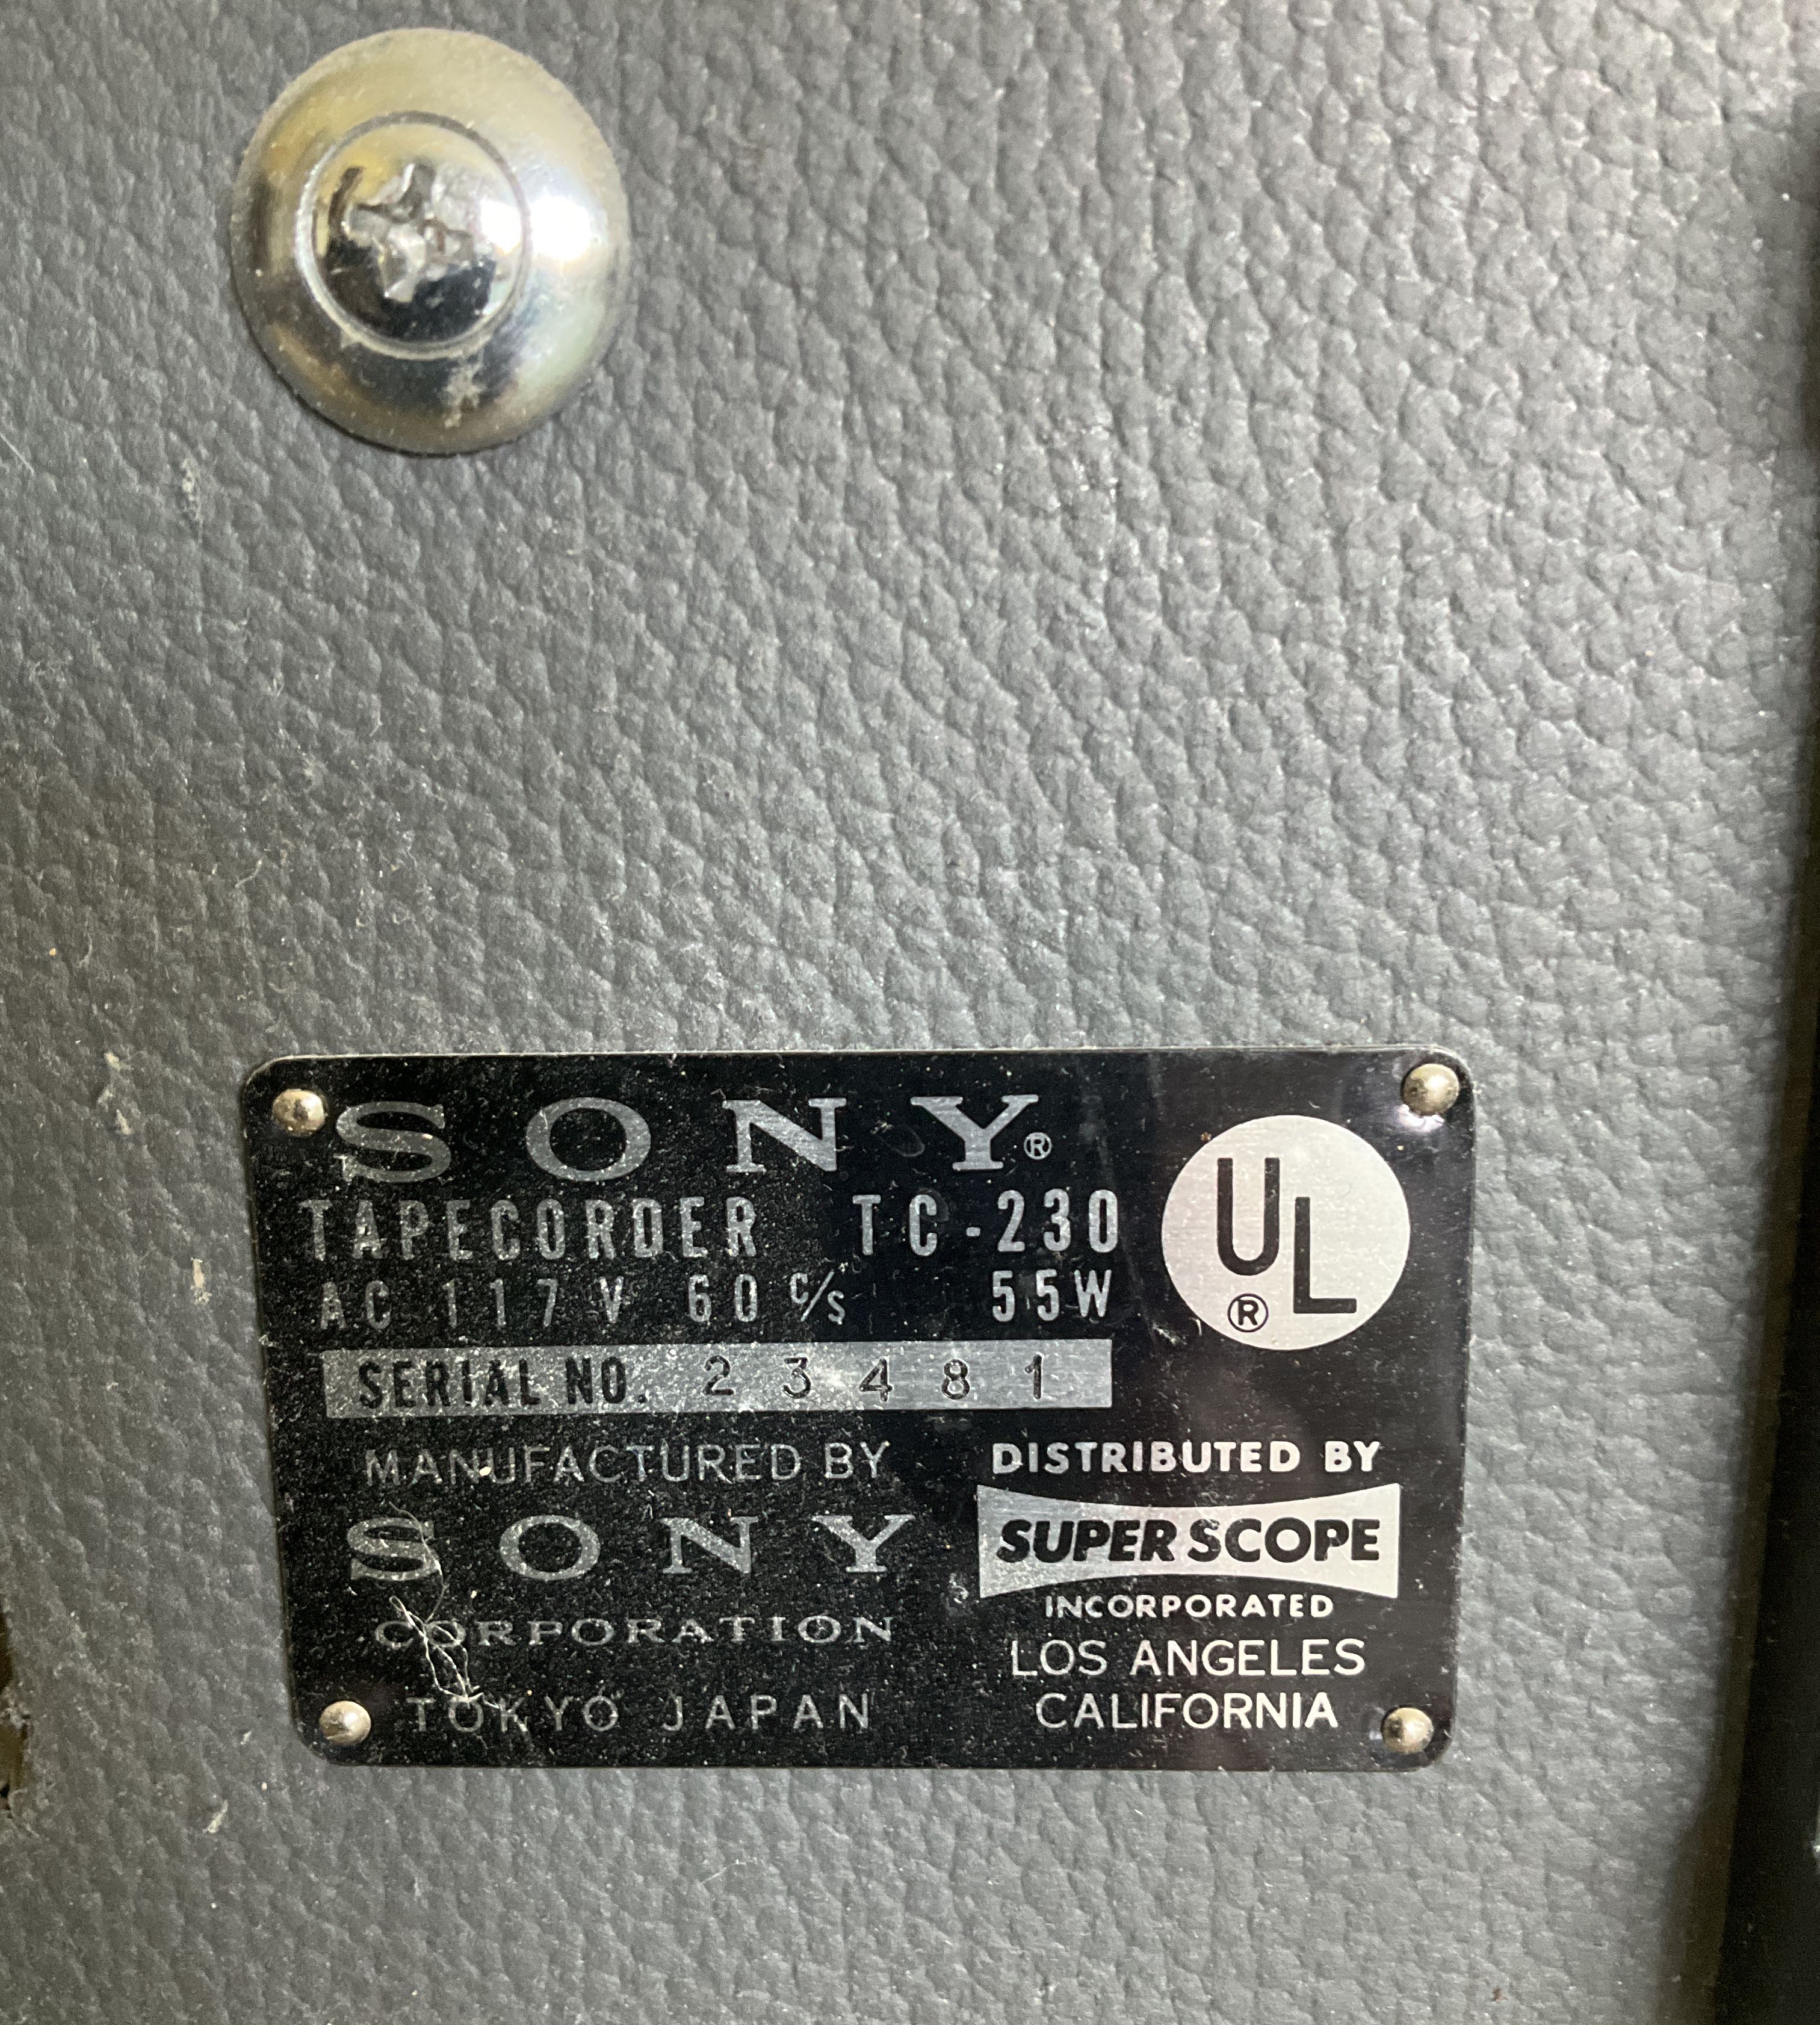 SONY®
TAPECORDER TC-230
AC 117 V 60 c/s 55W
UL®
SERIAL NO. 23481
MANUFACTURED BY
SONY
CORPORATION
TOKYO JAPAN
DISTRIBUTED BY
SUPERSCOPE
INCORPORATED
LOS ANGELES
CALIFORNIA